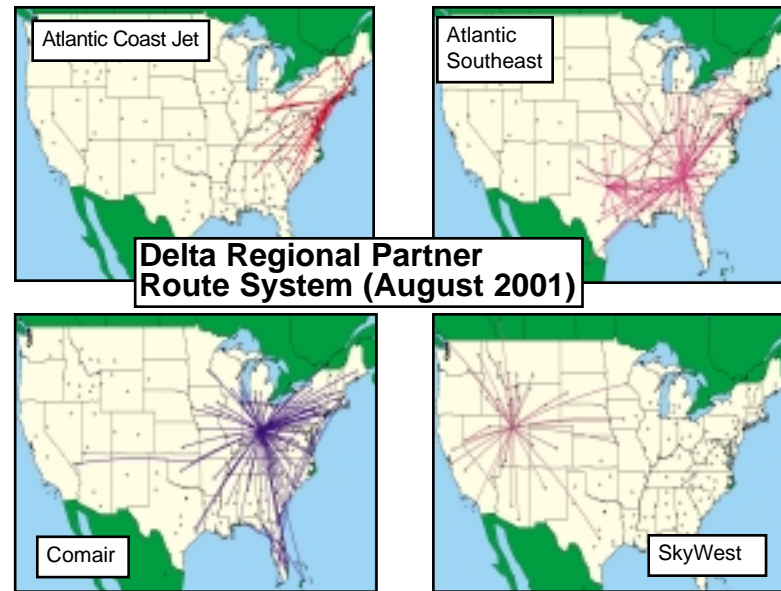 Atlantic Coast Jet
Atlantic
Southeast
Delta Regional Partner
Route System (August 2001)
Comair
SkyWest